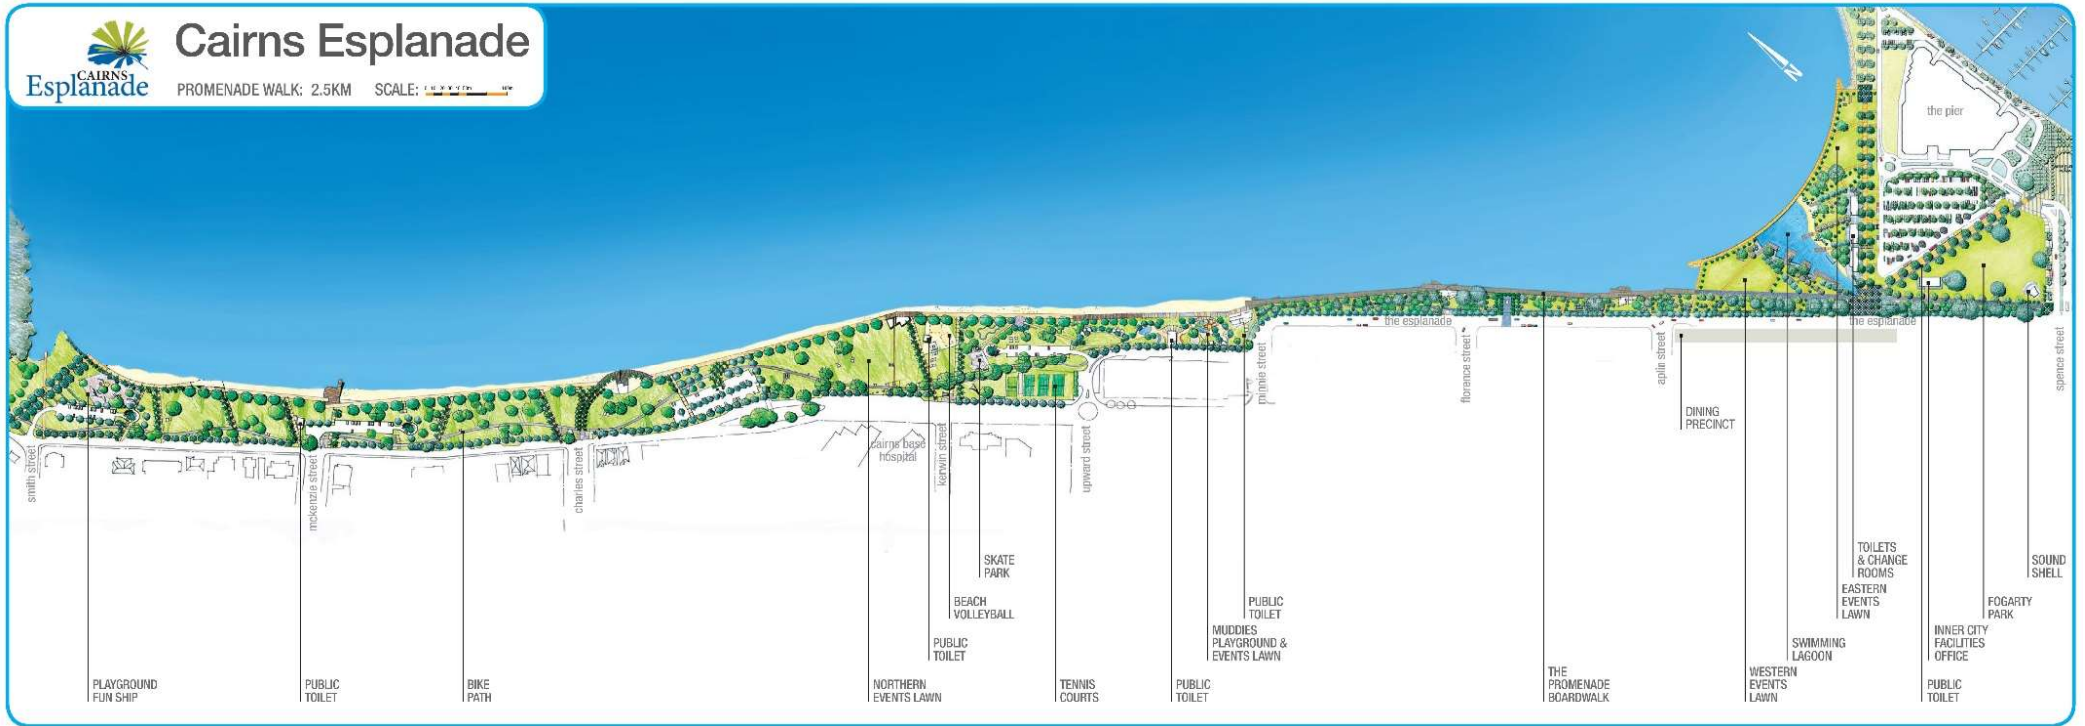 Cairns Esplanade
CAIRNS
Esplanade
PROMENADE WALK: 2.5KM SCALE:
N
the pier
the esplanade
the esplanade
smith street
mckenzie street
charles street
cairns base
hospital
kerwin street
upward street
minnie street
florence street
aplin street
spence street
DINING
PRECINCT
PLAYGROUND
FUN SHIP
PUBLIC
TOILET
BIKE
PATH
NORTHERN
EVENTS LAWN
PUBLIC
TOILET
BEACH
VOLLEYBALL
SKATE
PARK
TENNIS
COURTS
PUBLIC
TOILET
MUDDIES
PLAYGROUND &
EVENTS LAWN
PUBLIC
TOILET
THE
PROMENADE
BOARDWALK
WESTERN
EVENTS
LAWN
SWIMMING
LAGOON
EASTERN
EVENTS
LAWN
TOILETS
& CHANGE
ROOMS
PUBLIC
TOILET
INNER CITY
FACILITIES
OFFICE
FOGARTY
PARK
SOUND
SHELL